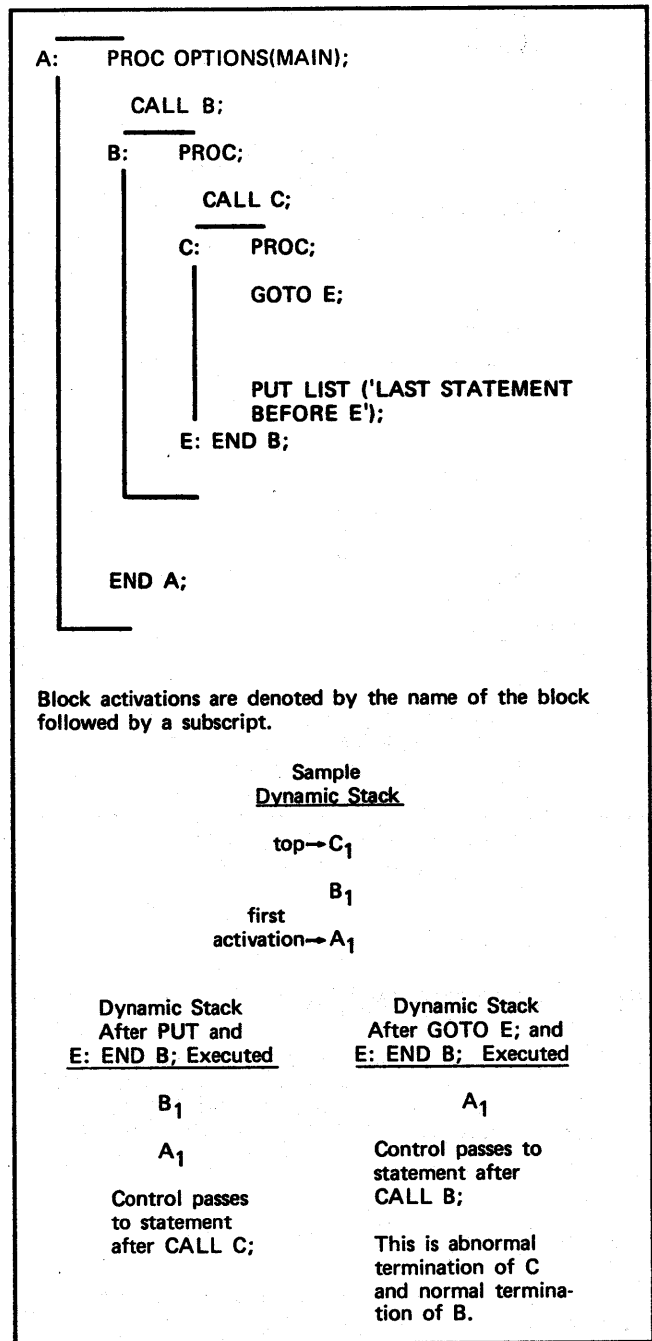 A: PROC OPTIONS(MAIN);
CALL B;
B: PROC;
CALL C;
C: PROC;
GOTO E;
PUT LIST ('LAST STATEMENT
BEFORE E');
E: END B;
END A;
Block activations are denoted by the name of the block
followed by a subscript.
Sample
Dynamic Stack
top→C1
B1
first
activation→A1
Dynamic Stack
After PUT and
E: END B; Executed
B1
A1
Control passes
to statement
after CALL C;
Dynamic Stack
After GOTO E; and
E: END B; Executed
A1
Control passes to
statement after
CALL B;
This is abnormal
termination of C
and normal termina-
tion of B.